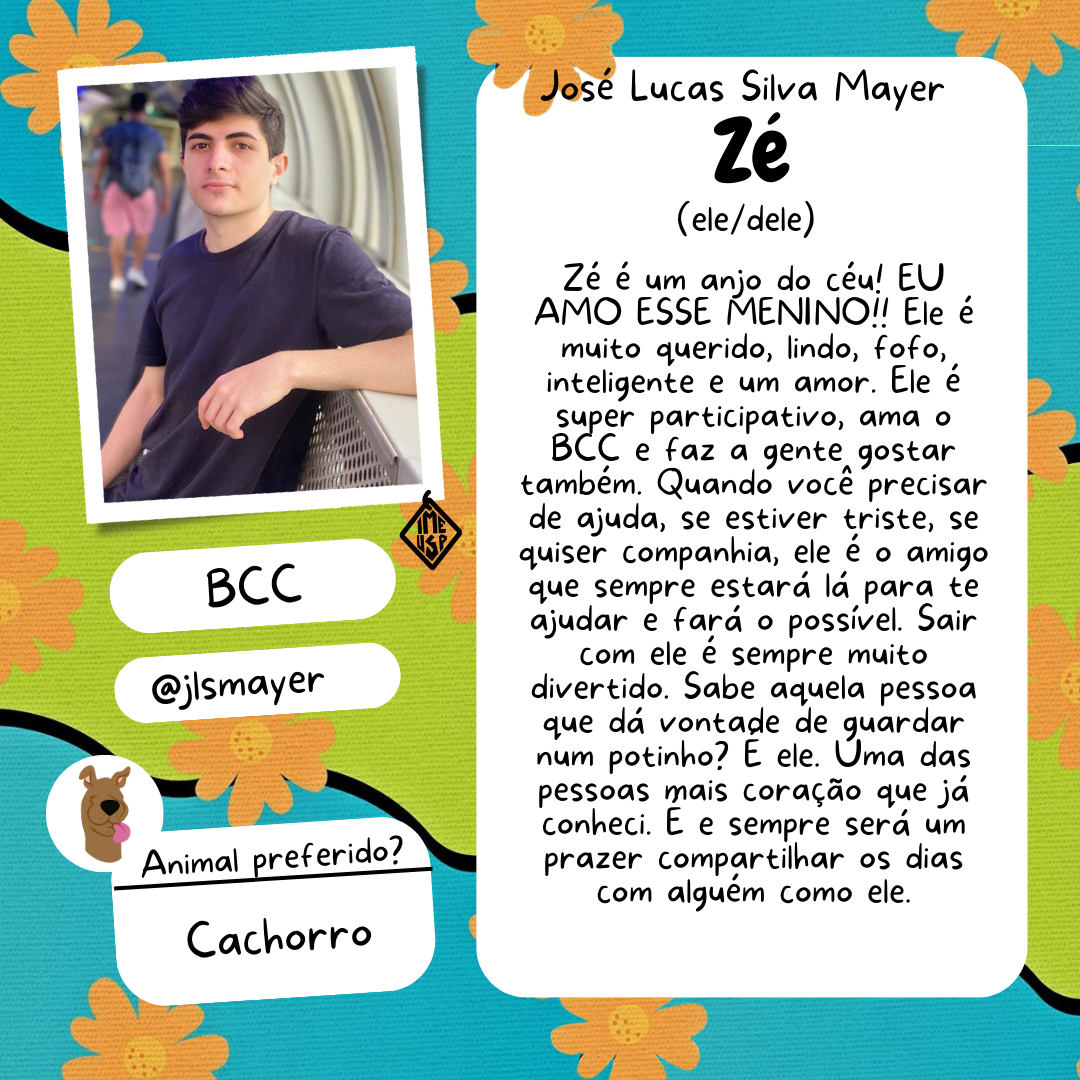 José Lucas Silva Mayer
Zé
(ele/dele)
Zé é um anjo do céu! EU
AMO ESSE MENINO!! Ele é
muito querido, lindo, fofo,
inteligente e um amor. Ele é
super participativo, ama o
BCC e faz a gente gostar
também. Quando você precisar
de ajuda, se estiver triste, se
quiser companhia, ele é o amigo
que sempre estará lá para te
ajudar e fará o possível. Sair
com ele é sempre muito
divertido. Sabe aquela pessoa
que dá vontade de guardar
num potinho? É ele. Uma das
pessoas mais coração que já
conheci. É e sempre será um
prazer compartilhar os dias
com alguém como ele.
IME
USP
BCC
@jlsmayer
Animal preferido?
Cachorro